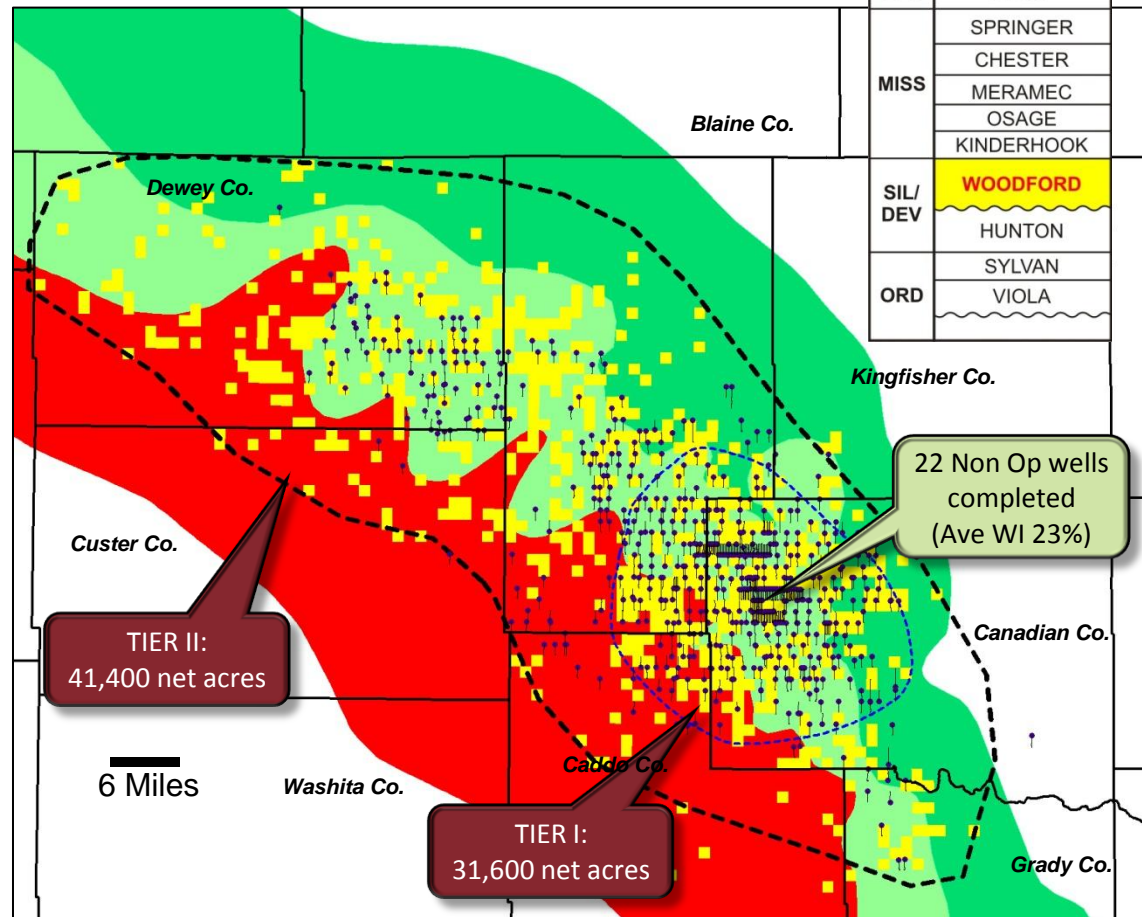 SPRINGER
CHESTER
MISS
MERAMEC
OSAGE
KINDERHOOK
WOODFORD
SIL/
DEV
HUNTON
SYLVAN
ORD
VIOLA
Blaine Co.
Dewey Co.
Kingfisher Co.
22 Non Op wells
completed
(Ave WI 23%)
Custer Co.
TIER II:
41,400 net acres
Canadian Co.
6 Miles
Washita Co.
Caddo Co.
TIER I:
31,600 net acres
Grady Co.